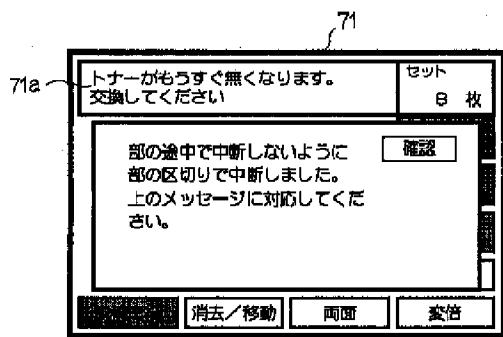 71
71a
トナーがもうすぐ無くなります。
交換してください
セット
8 枚
部の途中で中断しないように
部の区切りで中断しました。
上のメッセージに対応してくだ
さい。
確認
消去／移動
両面
変倍